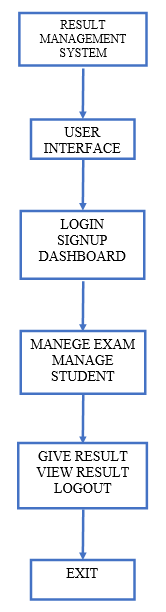 RESULT
MANAGEMENT
SYSTEM
USER
INTERFACE
LOGIN
SIGNUP
DASHBOARD
MANEGE EXAM
MANAGE
STUDENT
GIVE RESULT
VIEW RESULT
LOGOUT
EXIT